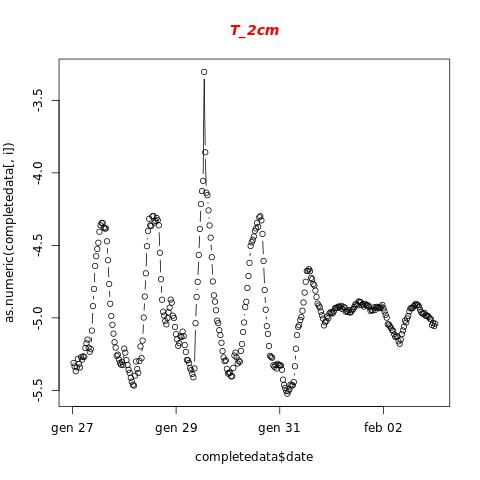 T_2cm
as.numeric(completedata[, i])
-3.5
-4.0
-4.5
-5.0
-5.5
gen 27
gen 29
gen 31
feb 02
completedata$date